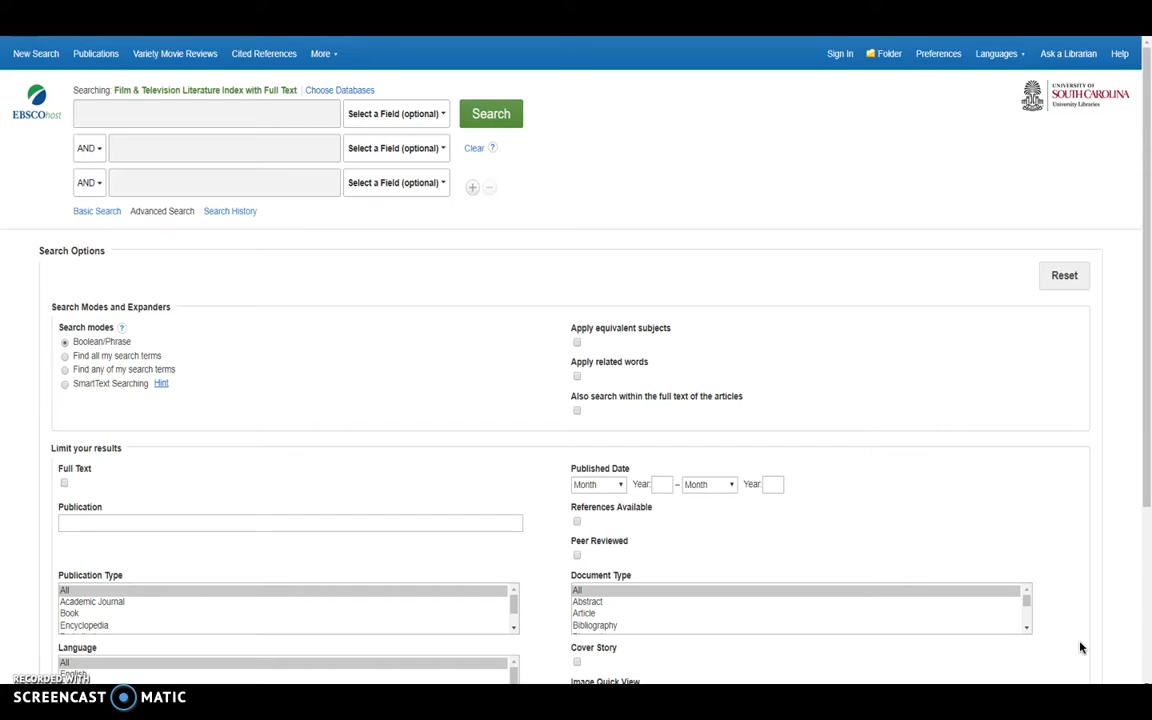 New Search Publications Variety Movie Reviews Cited References More Sign In Folder Preferences Languages Ask a Librarian Help
Searching: Film & Television Literature Index with Full Text Choose Databases
EBSCOhost
Select a Field (optional) Search
UNIVERSITY OF
SOUTH CAROLINA
University Libraries
AND Select a Field (optional) Clear ?
AND Select a Field (optional)
Basic Search Advanced Search Search History
Search Options
Reset
Search Modes and Expanders
Search modes ?
Boolean/Phrase
Find all my search terms
Find any of my search terms
SmartText Searching Hint
Apply equivalent subjects
Apply related words
Also search within the full text of the articles
Limit your results
Full Text
Published Date
Month Year: – Month Year:
Publication
References Available
Peer Reviewed
Publication Type
All
Academic Journal
Book
Encyclopedia
Document Type
All
Abstract
Article
Bibliography
Language
All
English
Cover Story
Image Quick View
RECORDED WITH
SCREENCAST MATIC